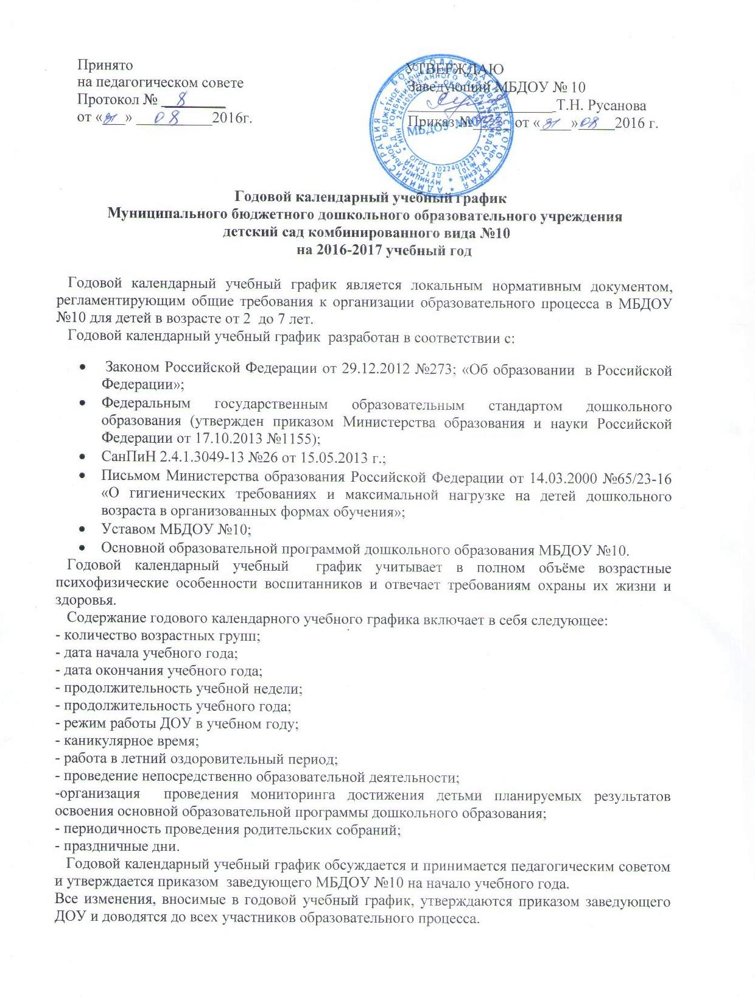 Принято
на педагогическом совете
Протокол № 8
от «31» 08 2016г.
УТВЕРЖДАЮ
Заведующий МБДОУ № 10
Т.Н. Русанова
Приказ № от «31» 08 2016 г.
МБДОУ №10
ОГРН 1022401223723
Годовой календарный учебный график
Муниципального бюджетного дошкольного образовательного учреждения
детский сад комбинированного вида №10
на 2016-2017 учебный год
Годовой календарный учебный график является локальным нормативным документом,
регламентирующим общие требования к организации образовательного процесса в МБДОУ
№10 для детей в возрасте от 2 до 7 лет.
Годовой календарный учебный график разработан в соответствии с:
• Законом Российской Федерации от 29.12.2012 №273; «Об образовании в Российской
Федерации»;
• Федеральным государственным образовательным стандартом дошкольного
образования (утвержден приказом Министерства образования и науки Российской
Федерации от 17.10.2013 №1155);
• СанПиН 2.4.1.3049-13 №26 от 15.05.2013 г.;
• Письмом Министерства образования Российской Федерации от 14.03.2000 №65/23-16
«О гигиенических требованиях и максимальной нагрузке на детей дошкольного
возраста в организованных формах обучения»;
• Уставом МБДОУ №10;
• Основной образовательной программой дошкольного образования МБДОУ №10.
Годовой календарный учебный график учитывает в полном объёме возрастные
психофизические особенности воспитанников и отвечает требованиям охраны их жизни и
здоровья.
Содержание годового календарного учебного графика включает в себя следующее:
- количество возрастных групп;
- дата начала учебного года;
- дата окончания учебного года;
- продолжительность учебной недели;
- продолжительность учебного года;
- режим работы ДОУ в учебном году;
- каникулярное время;
- работа в летний оздоровительный период;
- проведение непосредственно образовательной деятельности;
-организация проведения мониторинга достижения детьми планируемых результатов
освоения основной образовательной программы дошкольного образования;
- периодичность проведения родительских собраний;
- праздничные дни.
Годовой календарный учебный график обсуждается и принимается педагогическим советом
и утверждается приказом заведующего МБДОУ №10 на начало учебного года.
Все изменения, вносимые в годовой учебный график, утверждаются приказом заведующего
ДОУ и доводятся до всех участников образовательного процесса.